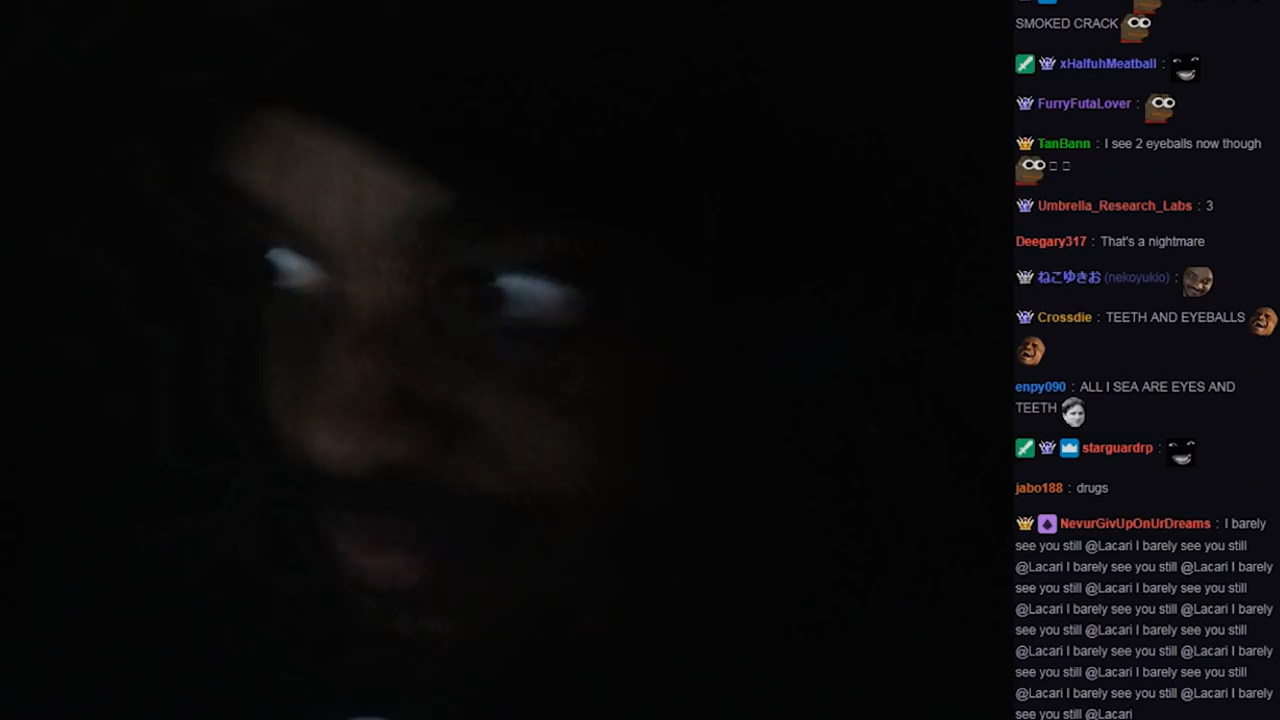 SMOKED CRACK
xHalfuhMeatball :
FurryFutaLover :
TanBann : I see 2 eyeballs now though
Umbrella_Research_Labs : 3
Deegary317 : That's a nightmare
ねこゆきお (nekoyukio) :
Crossdie : TEETH AND EYEBALLS
enpy090 : ALL I SEA ARE EYES AND
TEETH
starguardrp :
jabo188 : drugs
NevurGivUpOnUrDreams : I barely
see you still @Lacari I barely see you still
@Lacari I barely see you still @Lacari I barely
see you still @Lacari I barely see you still
@Lacari I barely see you still @Lacari I barely
see you still @Lacari I barely see you still
@Lacari I barely see you still @Lacari I barely
see you still @Lacari I barely see you still
@Lacari I barely see you still @Lacari I barely
see you still @Lacari